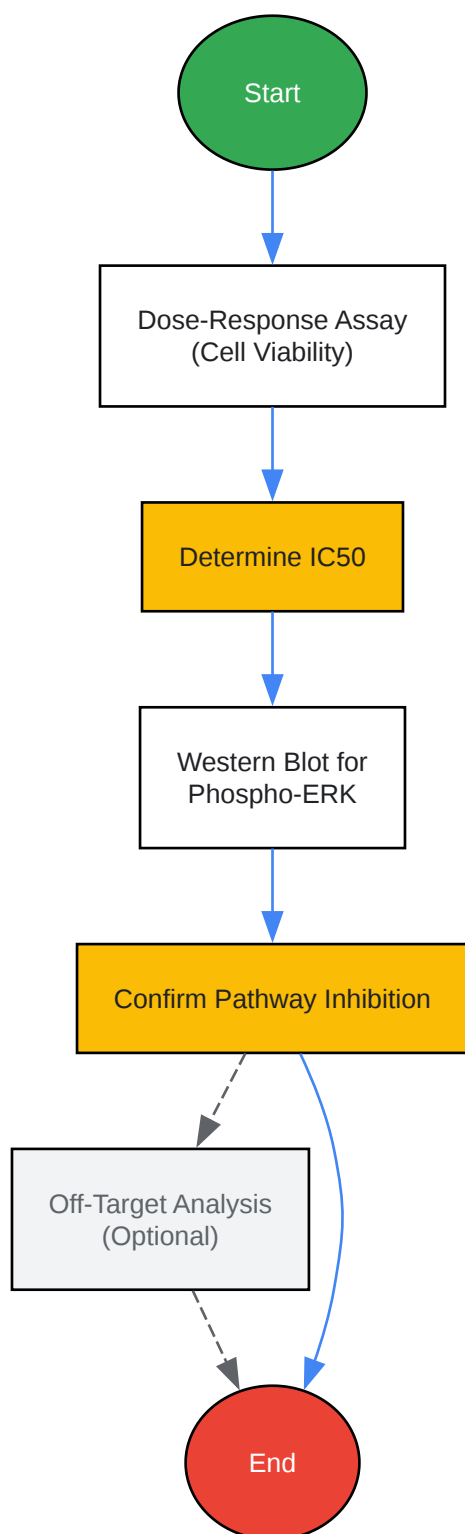 Start
Dose-Response Assay
(Cell Viability)
Determine IC50
Western Blot for
Phospho-ERK
Confirm Pathway Inhibition
Off-Target Analysis
(Optional)
End